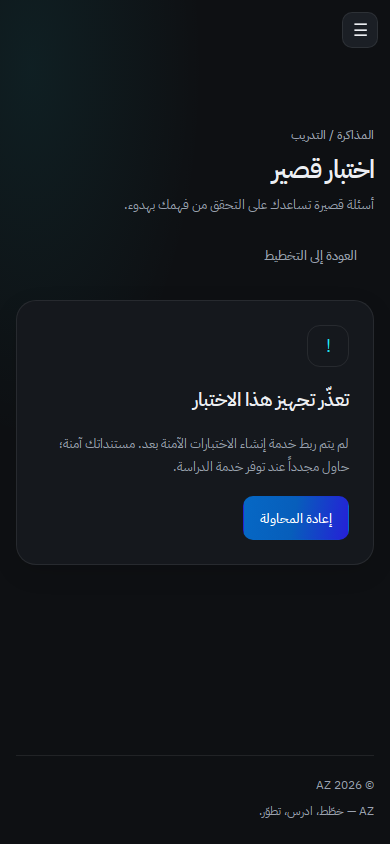 المذاكرة / التدريب
اختبار قصير
أسئلة قصيرة تساعدك على التحقق من فهمك بهدوء.
العودة إلى التخطيط
!
تعذّر تجهيز هذا الاختبار
لم يتم ربط خدمة إنشاء الاختبارات الآمنة بعد. مستنداتك آمنة؛
حاول مجدداً عند توفر خدمة الدراسة.
إعادة المحاولة
© 2026 AZ
AZ — خطّط، ادرس، تطوّر.